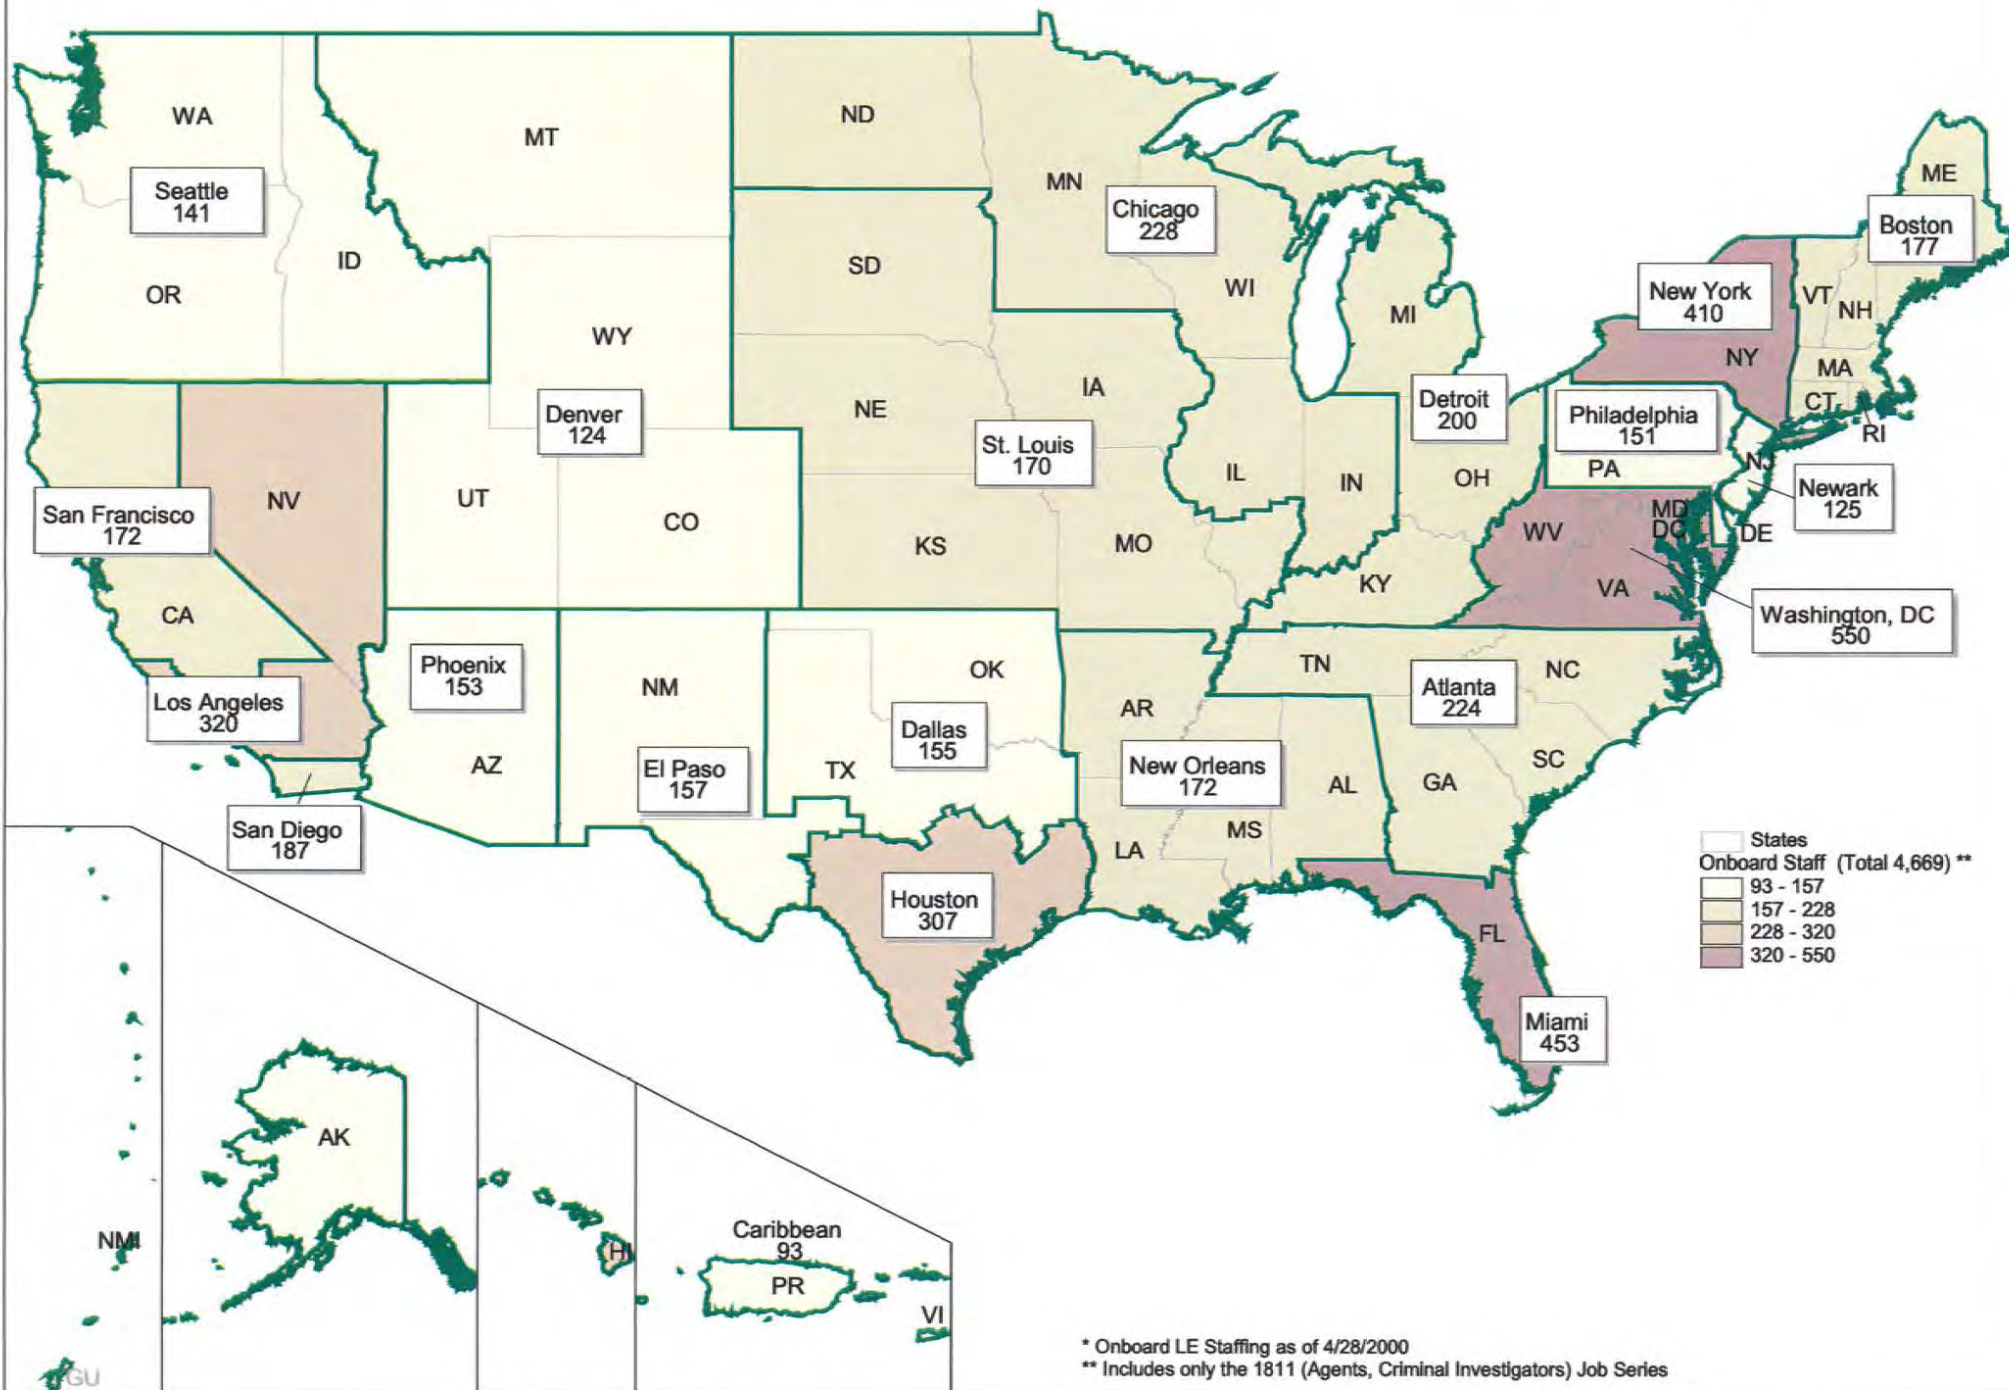 WA
MT
ND
MN
ME
Seattle
141
Chicago
228
Boston
177
ID
SD
OR
WI
MI
New York
410
VT
NH
WY
NY
MA
IA
Denver
124
NE
Detroit
200
Philadelphia
151
CT
RI
St. Louis
170
NV
UT
IL
IN
OH
PA
NJ
Newark
125
San Francisco
172
CO
KS
MO
WV
MD
DC
DE
KY
VA
CA
Washington, DC
550
Phoenix
153
NM
OK
TN
NC
Atlanta
224
Los Angeles
320
AR
Dallas
155
AZ
El Paso
157
TX
New Orleans
172
AL
GA
SC
San Diego
187
MS
LA
States
Onboard Staff (Total 4,669) **
93 - 157
157 - 228
228 - 320
320 - 550
Houston
307
FL
Miami
453
AK
NMI
HI
Caribbean
93
PR
VI
GU
* Onboard LE Staffing as of 4/28/2000
** Includes only the 1811 (Agents, Criminal Investigators) Job Series